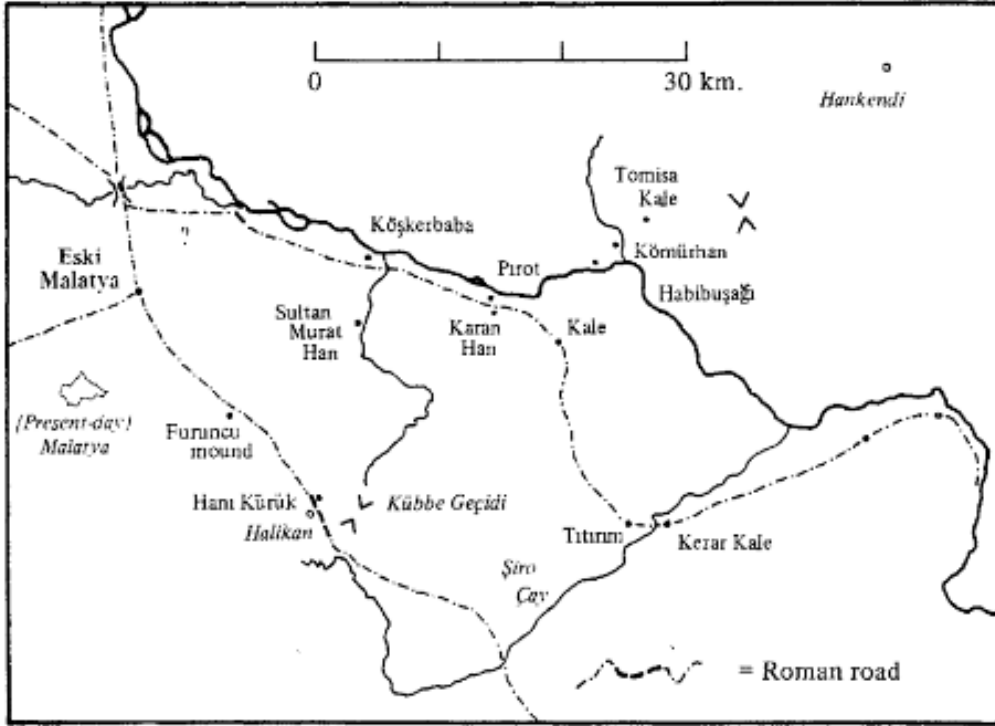 0
30 km.
Hankendi
Tomisa
Kale
Köşkerbaba
Kömürhan
?
Pırot
Eski
Malatya
Habibuşağı
Sultan
Murat
Han
Karan
Han
Kale
(Present-day)
Malatya
Furuncu
mound
Hanı Kürük
Kübbe Geçidi
Halikan
Tıtırım
Kerar Kale
Şiro
Çay
= Roman road